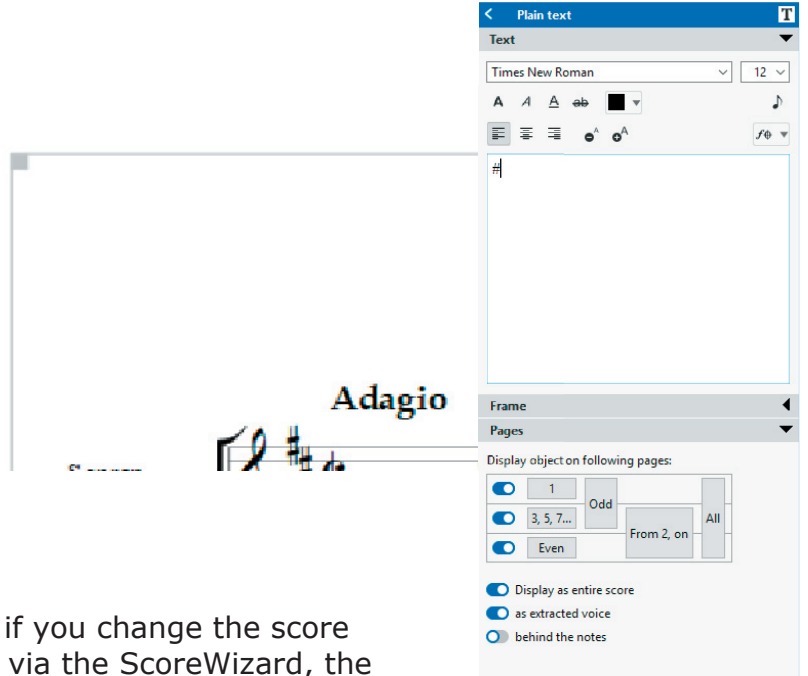 Plain text
T
Text
Times New Roman
12
A A A ab
A A
f
#
Adagio
Frame
Pages
Display object on following pages:
1
Odd
3, 5, 7...
From 2, on
All
Even
Display as entire score
as extracted voice
behind the notes
if you change the score
via the ScoreWizard, the